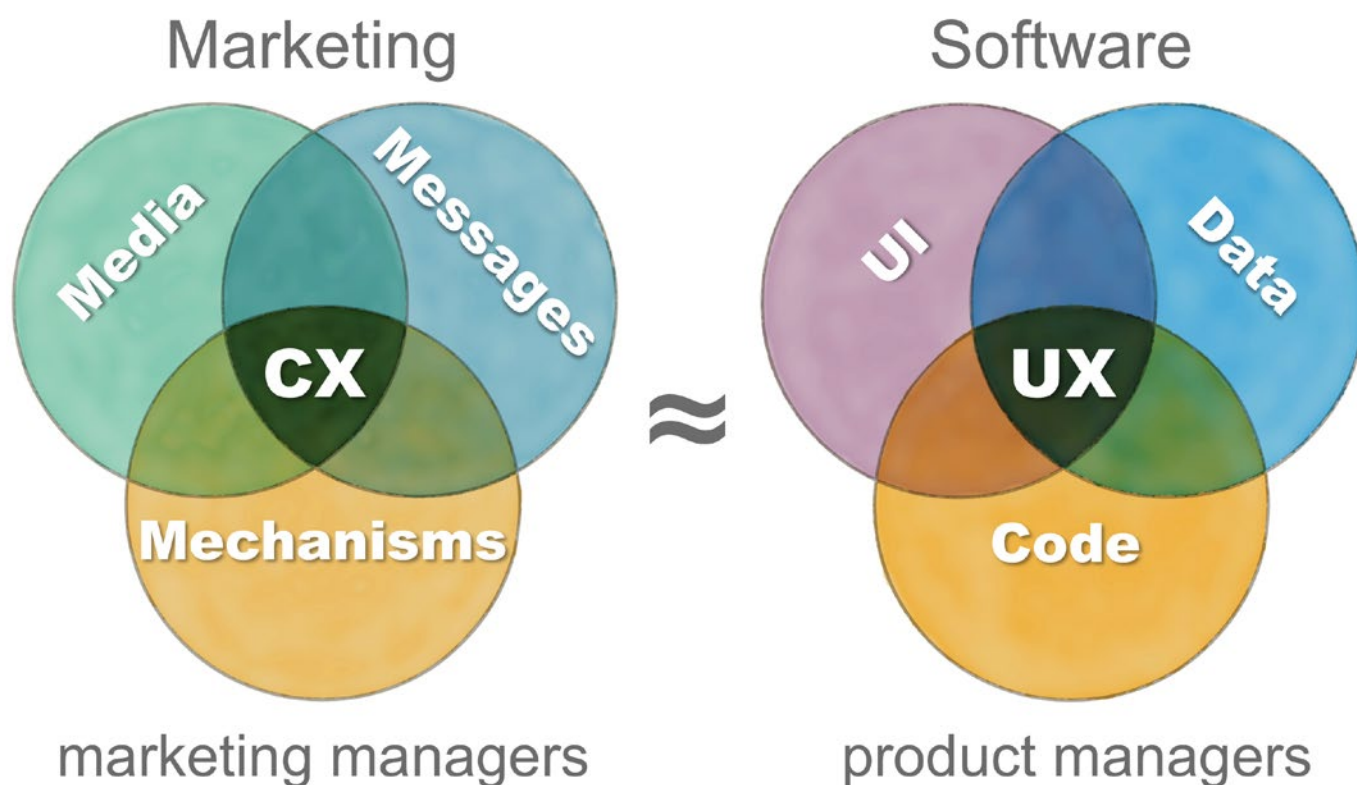 Marketing
Software
Media
Messages
CX
Mechanisms
≈
UI
Data
UX
Code
marketing managers
product managers